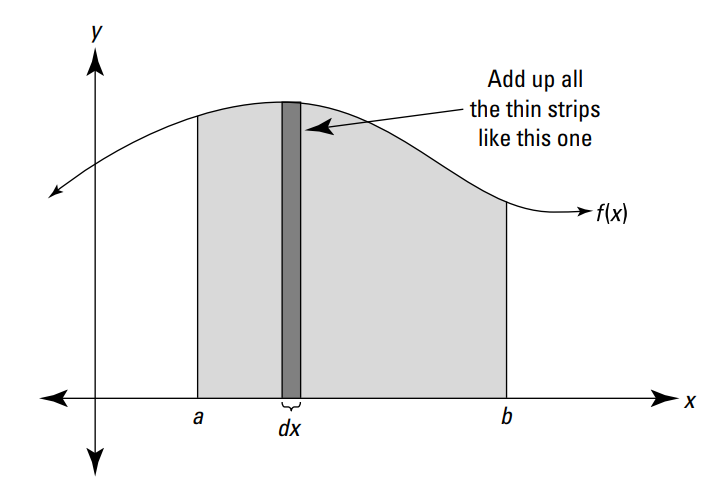 y
Add up all
the thin strips
like this one
f(x)
x
a
b
dx